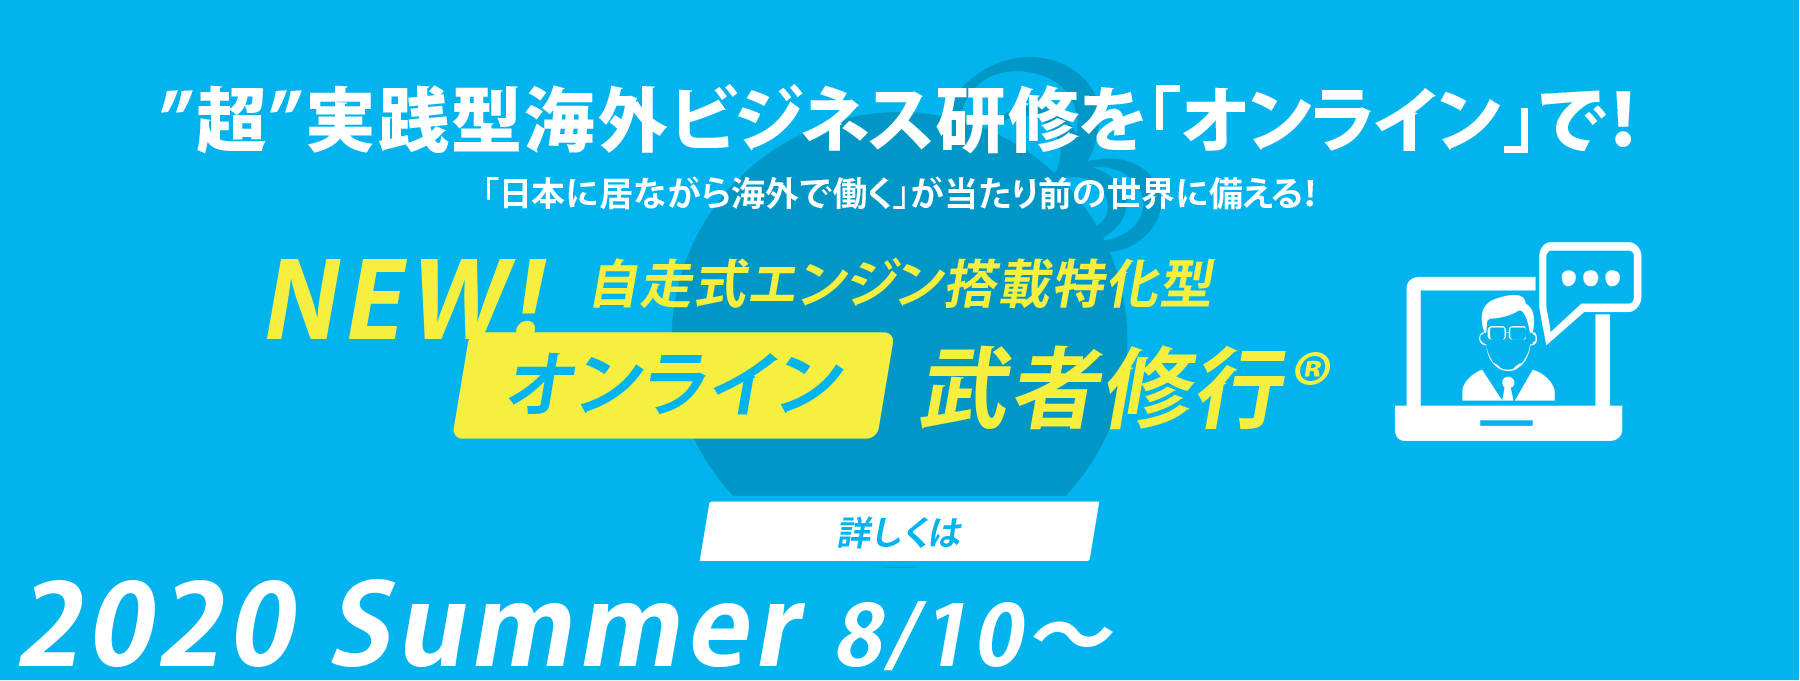 ”超”実践型海外ビジネス研修を「オンライン」で!
「日本に居ながら海外で働く」が当たり前の世界に備える!
NEW! 自走式エンジン搭載特化型
オンライン 武者修行®
詳しくは
2020 Summer 8/10〜